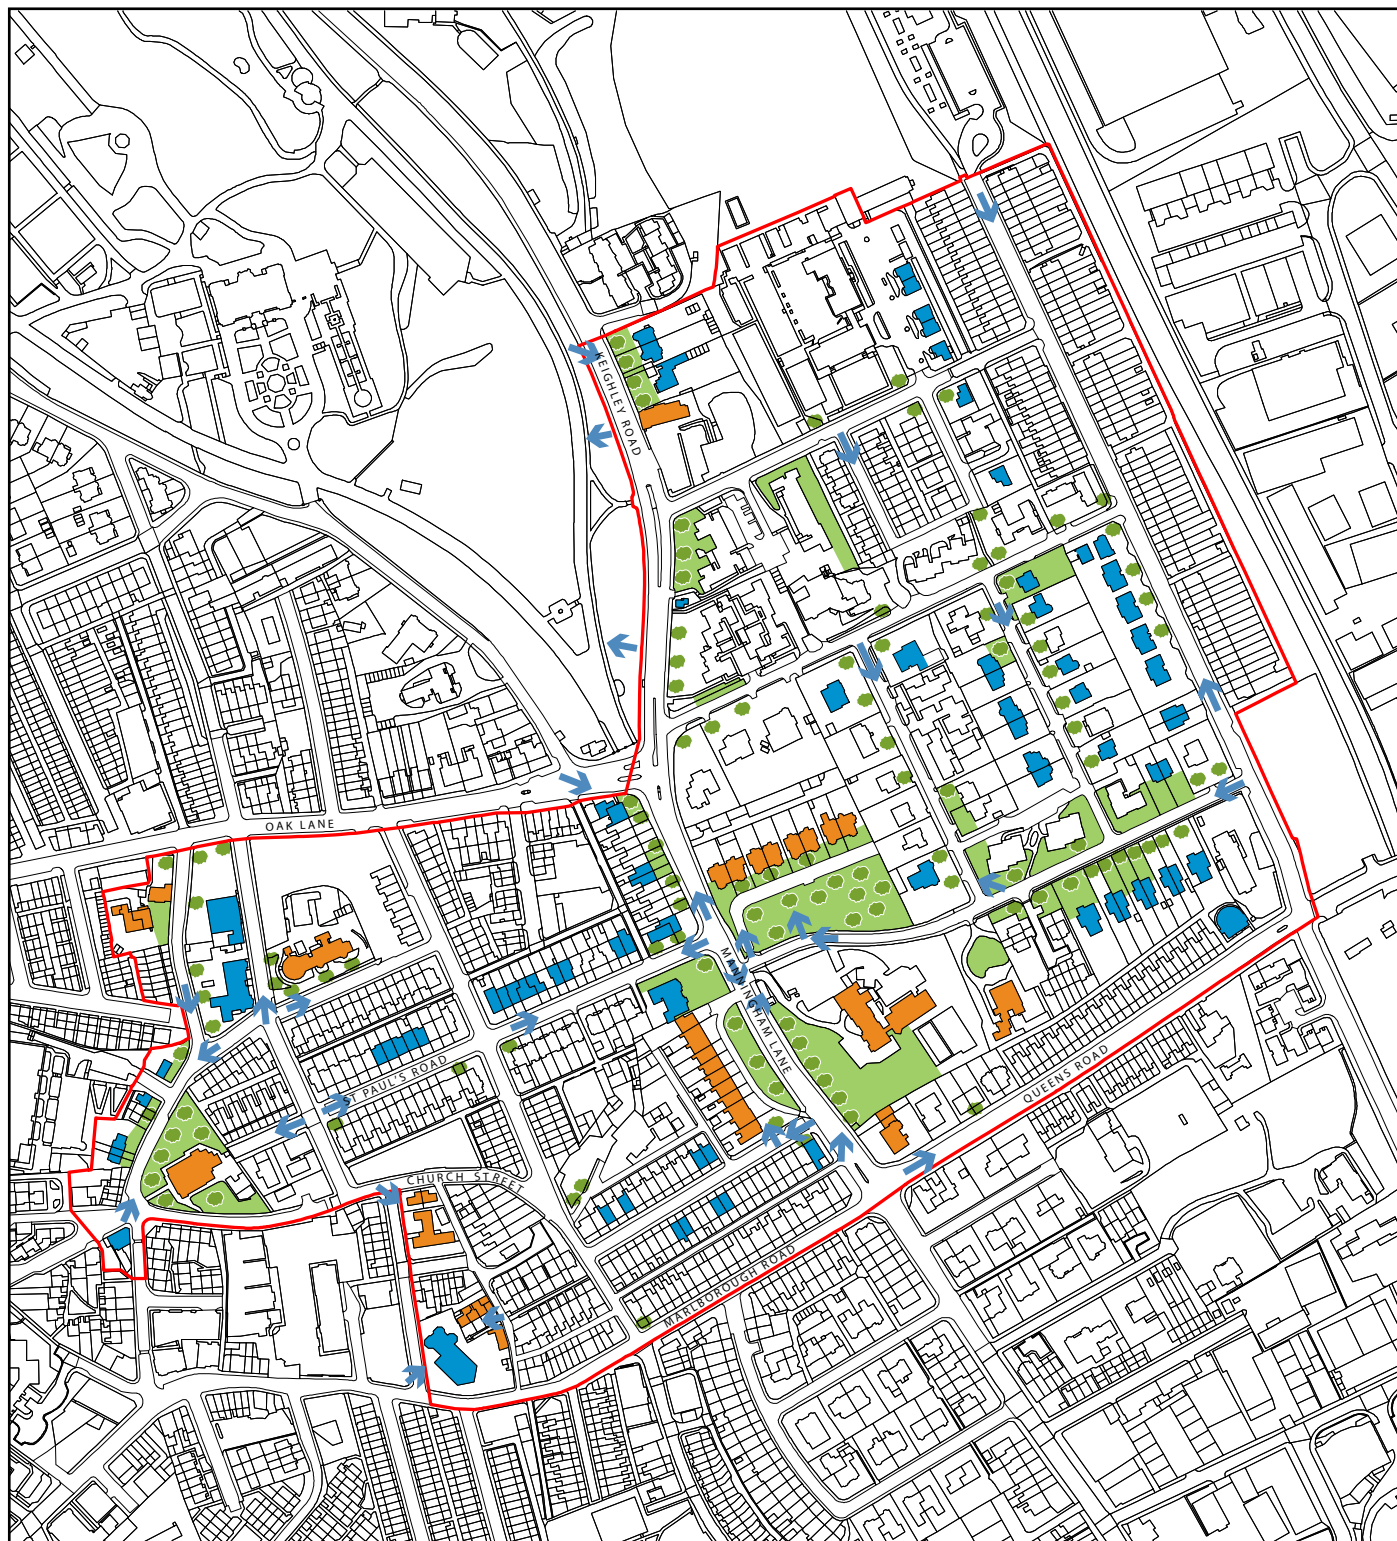 KEIGHLEY ROAD
OAK LANE
MANNINGHAM LANE
ST PAUL'S ROAD
QUEENS ROAD
CHURCH STREET
MARLBOROUGH ROAD